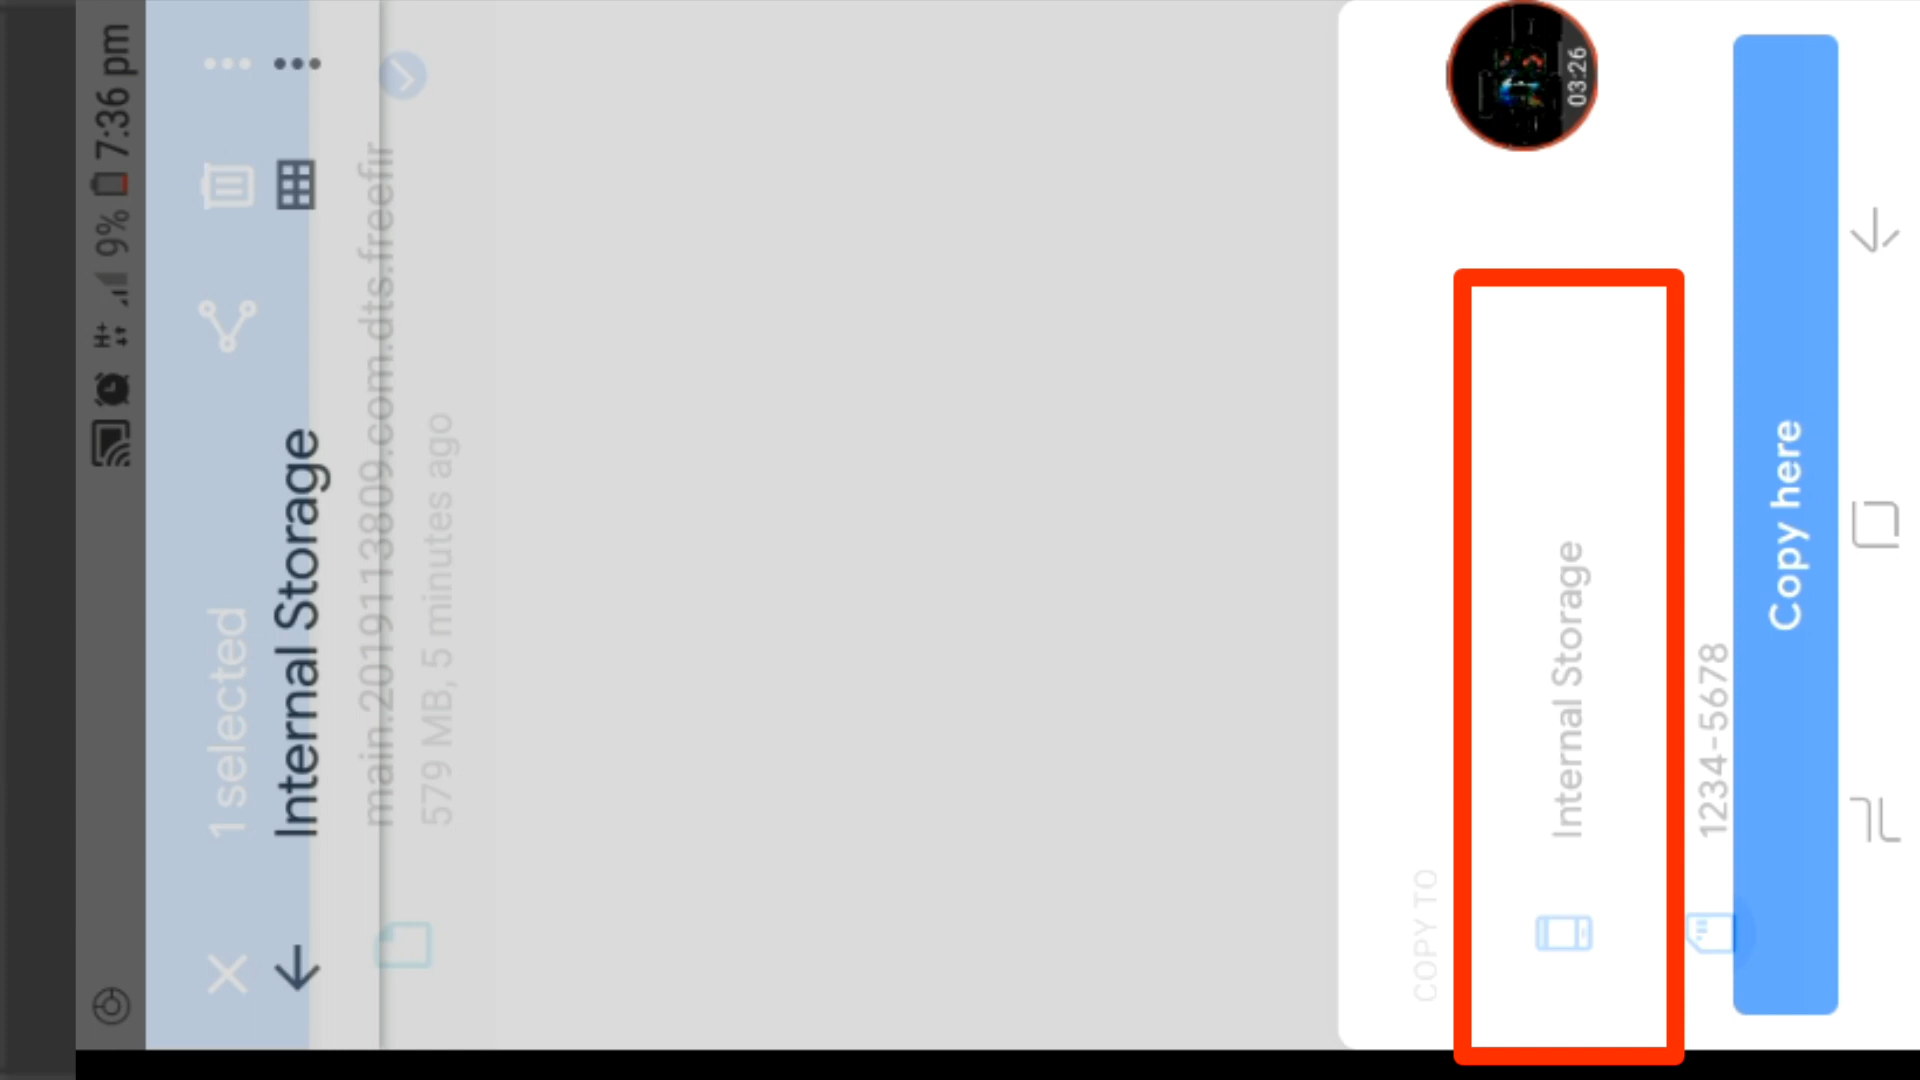 9% 7:36 pm
H+
1 selected
Internal Storage
main.2019113809.com.dts.freefir
579 MB, 5 minutes ago
COPY TO
03:26
Internal Storage
1234-5678
Copy here